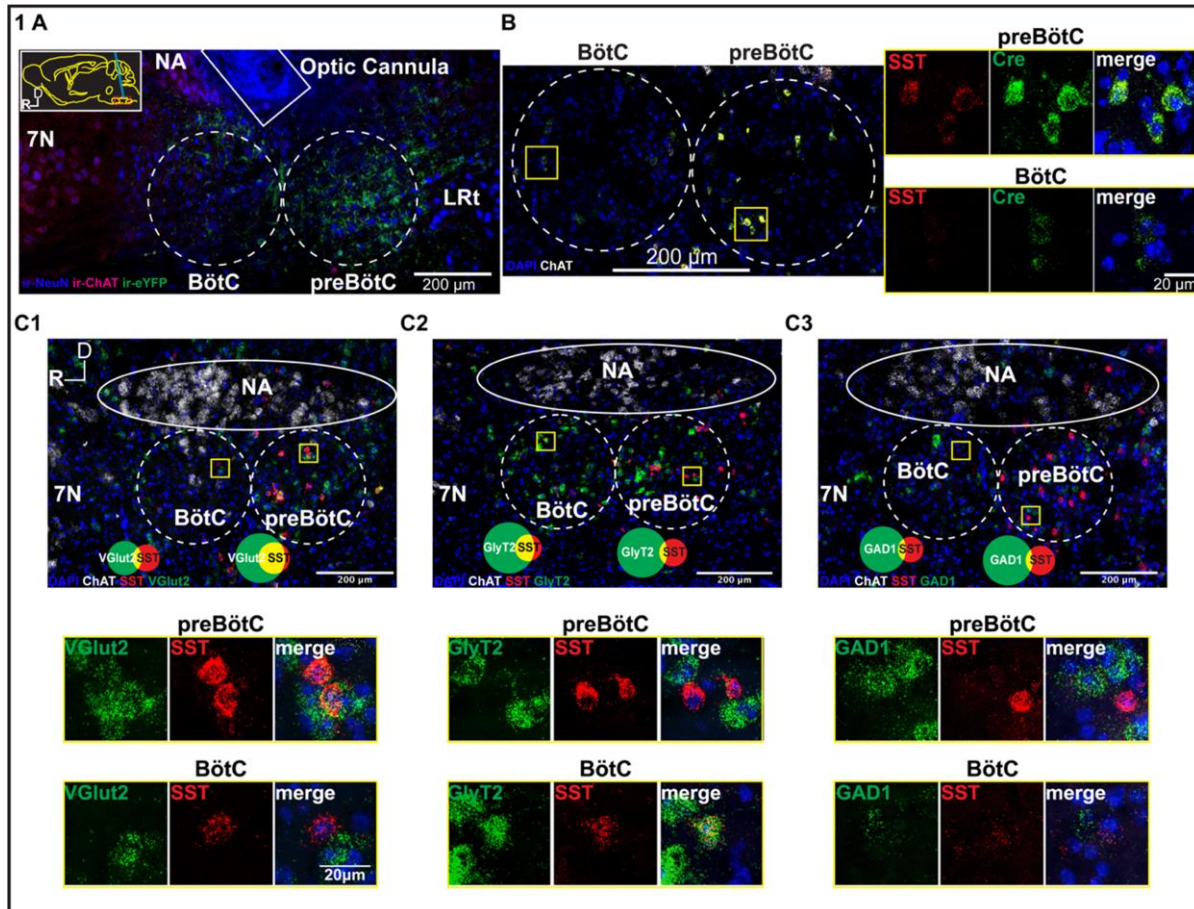 1 A
NA
Optic Cannula
D
R
7N
LRt
BötC
preBötC
ir-NeuN ir-ChAT ir-eYFP
200 µm
B
BötC
preBötC
DAPI ChAT
200 µm
preBötC
SST Cre merge
BötC
SST Cre merge
20 µm
C1
D
R
NA
7N
BötC
preBötC
VGlut2 SST
VGlut2 SST
DAPI ChAT SST VGlut2
200 µm
C2
NA
7N
BötC
preBötC
GlyT2 SST
GlyT2 SST
DAPI ChAT SST GlyT2
200 µm
C3
NA
7N
BötC
preBötC
GAD1 SST
GAD1 SST
DAPI ChAT SST GAD1
200 µm
preBötC
VGlut2 SST merge
BötC
VGlut2 SST merge
20µm
preBötC
GlyT2 SST merge
BötC
GlyT2 SST merge
preBötC
GAD1 SST merge
BötC
GAD1 SST merge